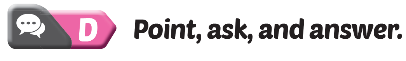 D Point, ask, and answer.